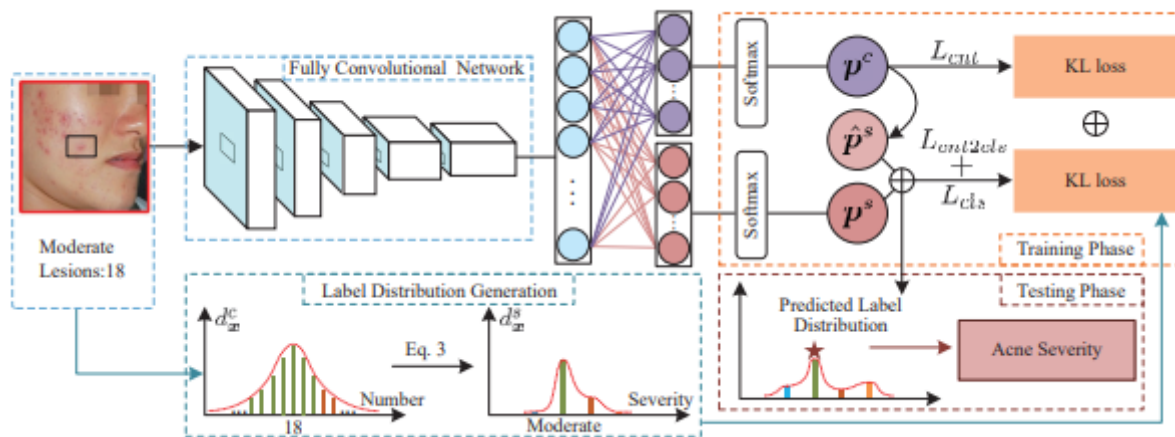 Fully Convolutional Network
Moderate
Lesions:18
Softmax
Softmax
p^c
p̂^s
p^s
L_cnt
L_cnt2cls
+
L_cls
KL loss
⊕
KL loss
Training Phase
Label Distribution Generation
d_x^{l^c}
Eq. 3
Number
18
d_x^{l^s}
Severity
Moderate
Testing Phase
Predicted Label
Distribution
Acne Severity